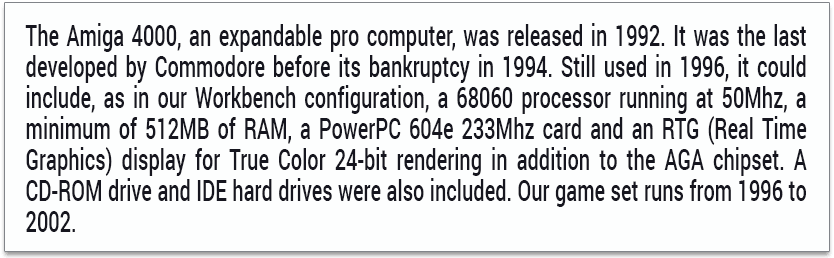 The Amiga 4000, an expandable pro computer, was released in 1992. It was the last
developed by Commodore before its bankruptcy in 1994. Still used in 1996, it could
include, as in our Workbench configuration, a 68060 processor running at 50Mhz, a
minimum of 512MB of RAM, a PowerPC 604e 233Mhz card and an RTG (Real Time
Graphics) display for True Color 24-bit rendering in addition to the AGA chipset. A
CD-ROM drive and IDE hard drives were also included. Our game set runs from 1996 to
2002.